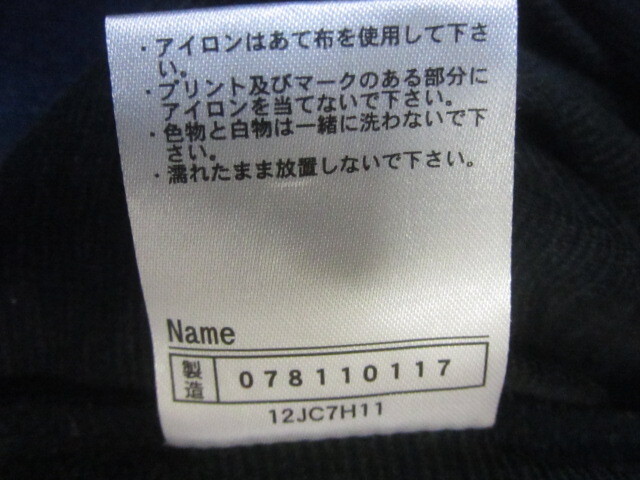 ・アイロンはあて布を使用して下さ
い。
・プリント及びマークのある部分に
アイロンを当てないで下さい。
・色物と白物は一緒に洗わないで下
さい。
・濡れたまま放置しないで下さい。
Name
製造 078110117
12JC7H11